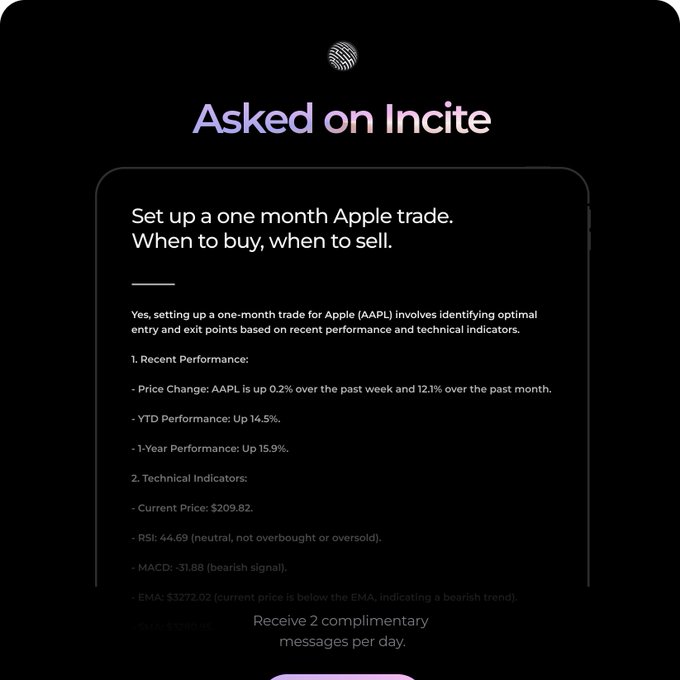 Asked on Incite
Set up a one month Apple trade.
When to buy, when to sell.
Yes, setting up a one-month trade for Apple (AAPL) involves identifying optimal
entry and exit points based on recent performance and technical indicators.
1. Recent Performance:
- Price Change: AAPL is up 0.2% over the past week and 12.1% over the past month.
- YTD Performance: Up 14.5%.
- 1-Year Performance: Up 15.9%.
2. Technical Indicators:
- Current Price: $209.82.
- RSI: 44.69 (neutral, not overbought or oversold).
- MACD: -31.88 (bearish signal).
- EMA: $3272.02 (current price is below the EMA, indicating a bearish trend).
Receive 2 complimentary
messages per day.